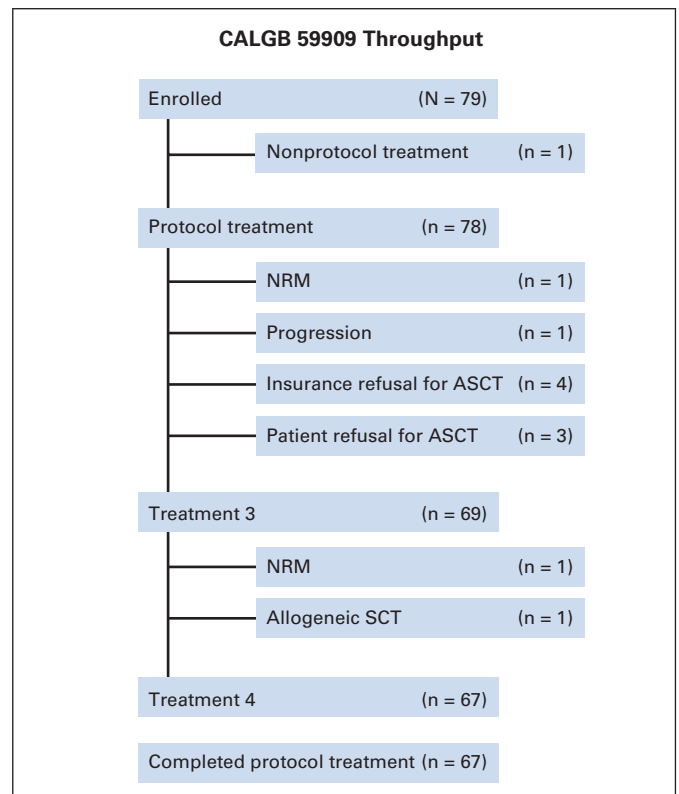 CALGB 59909 Throughput
Enrolled (N = 79)
Nonprotocol treatment (n = 1)
Protocol treatment (n = 78)
NRM (n = 1)
Progression (n = 1)
Insurance refusal for ASCT (n = 4)
Patient refusal for ASCT (n = 3)
Treatment 3 (n = 69)
NRM (n = 1)
Allogeneic SCT (n = 1)
Treatment 4 (n = 67)
Completed protocol treatment (n = 67)